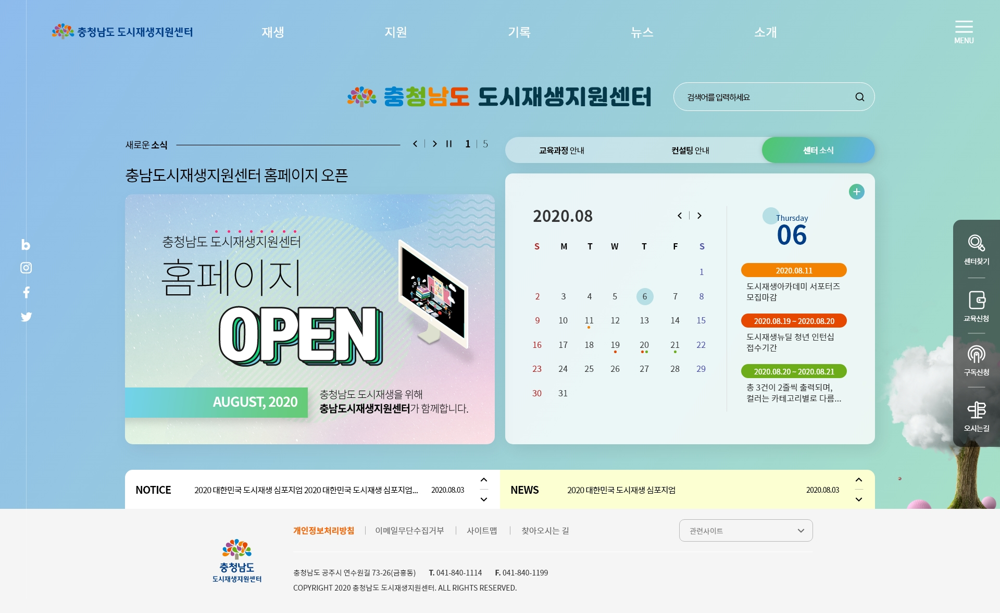 충청남도 도시재생지원센터
재생
지원
기록
뉴스
소개
MENU
충청남도 도시재생지원센터
검색어를 입력하세요
새로운 소식
1 | 5
충남도시재생지원센터 홈페이지 오픈
충청남도 도시재생지원센터
홈페이지
OPEN
AUGUST, 2020
충청남도 도시재생을 위해
충남도시재생지원센터가 함께합니다.
교육과정 안내
컨설팅 안내
센터 소식
2020.08
S M T W T F S
1
2 3 4 5 6 7 8
9 10 11 12 13 14 15
16 17 18 19 20 21 22
23 24 25 26 27 28 29
30 31
Thursday
06
2020.08.11
도시재생아카데미 서포터즈
모집마감
2020.08.19 ~ 2020.08.20
도시재생뉴딜 청년 인턴십
접수기간
2020.08.20 ~ 2020.08.21
총 3건이 2줄씩 출력되며,
컬러는 카테고리별로 다름...
센터찾기
교육신청
구독신청
오시는길
NOTICE
2020 대한민국 도시재생 심포지엄 2020 대한민국 도시재생 심포지엄...
2020.08.03
NEWS
2020 대한민국 도시재생 심포지엄
2020.08.03
개인정보처리방침
이메일무단수집거부
사이트맵
찾아오시는 길
관련사이트
충청남도
도시재생지원센터
충청남도 공주시 연수원길 73-26(금흥동) T. 041-840-1114 F. 041-840-1199
COPYRIGHT 2020 충청남도 도시재생지원센터. ALL RIGHTS RESERVED.